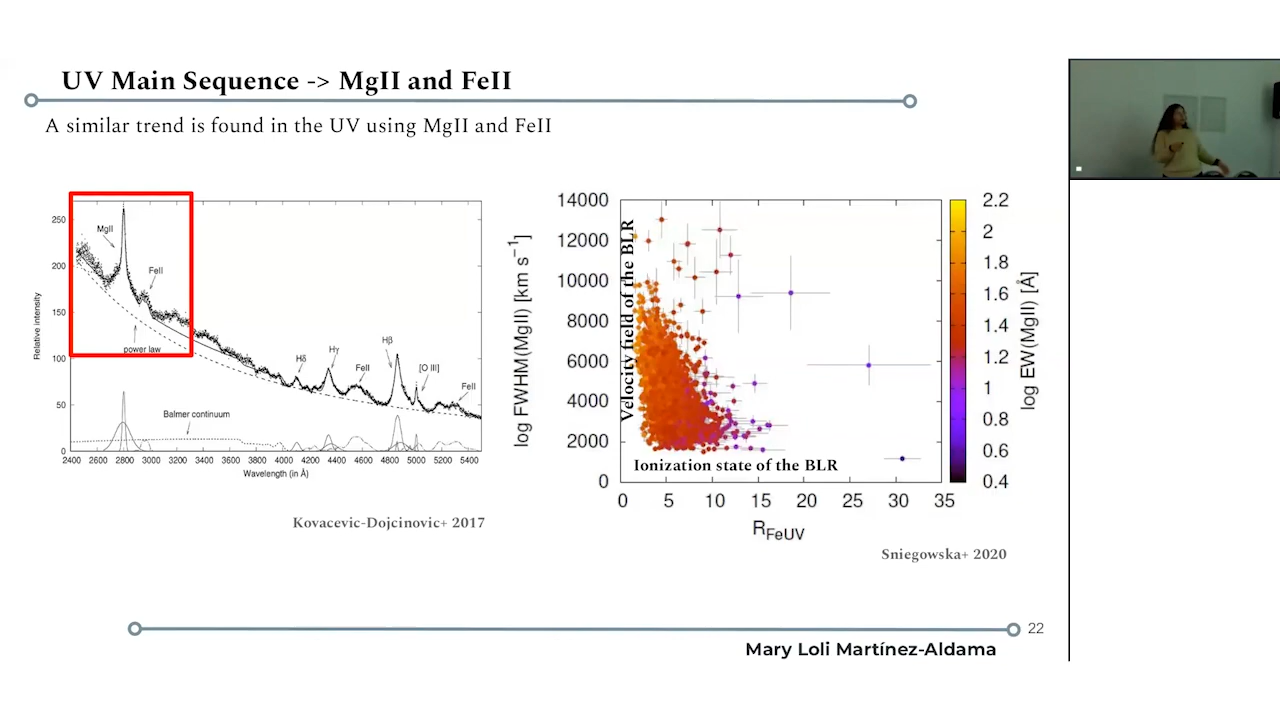 UV Main Sequence -> MgII and FeII
A similar trend is found in the UV using MgII and FeII
250
200
150
100
50
0
Relative intensity
MgII
FeII
power law
Balmer continuum
Hδ
Hγ
FeII
Hβ
[O III]
FeII
2400 2600 2800 3000 3200 3400 3600 3800 4000 4200 4400 4600 4800 5000 5200 5400
Wavelength (in Å)
Kovacevic-Dojcinovic+ 2017
14000
12000
10000
8000
6000
4000
2000
0
log FWHM(MgII) [km s⁻¹]
Velocity field of the BLR
Ionization state of the BLR
0 5 10 15 20 25 30 35
RFeUV
2.2
2
1.8
1.6
1.4
1.2
1
0.8
0.6
0.4
log EW(MgII) [Å]
Sniegowska+ 2020
22
Mary Loli Martínez-Aldama